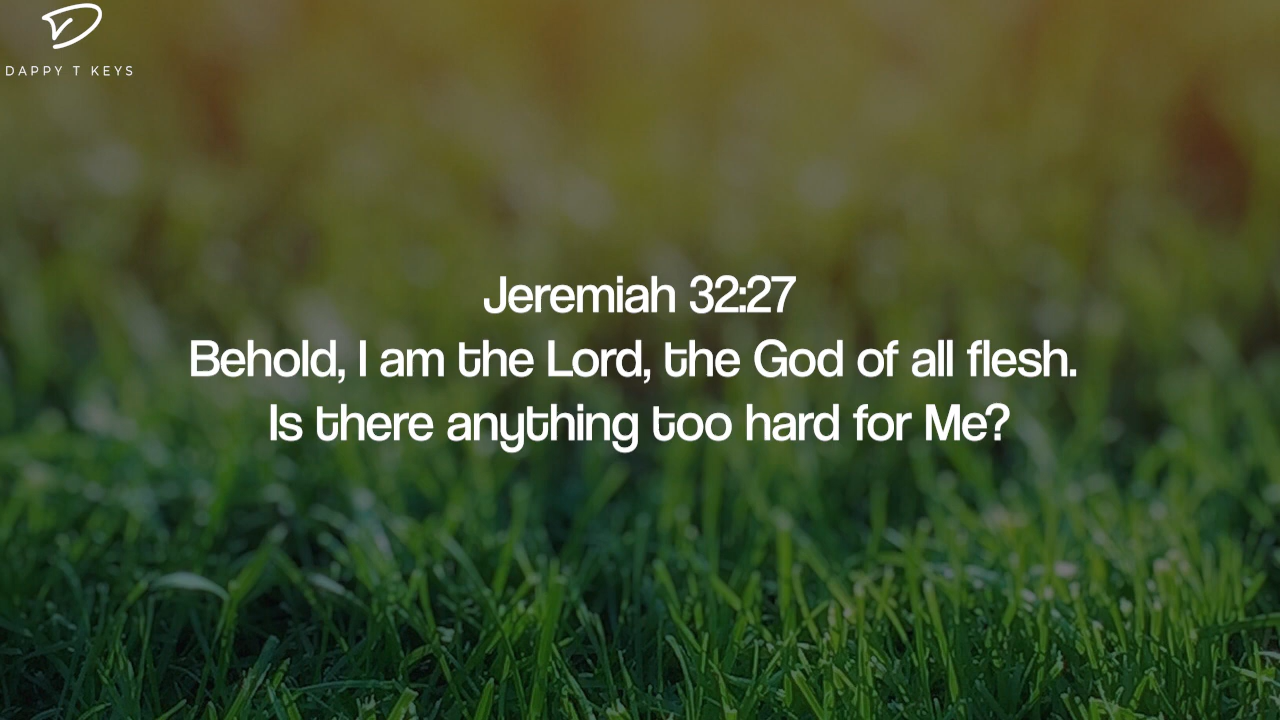 DAPPY T KEYS
Jeremiah 32:27
Behold, I am the Lord, the God of all flesh.
Is there anything too hard for Me?